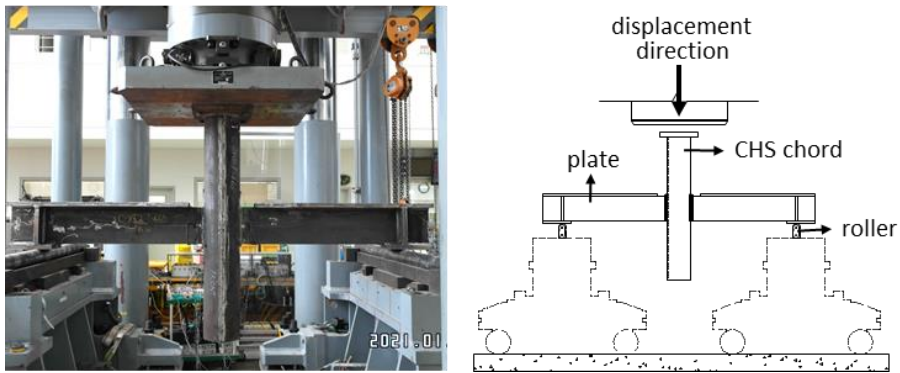 displacement
direction
CHS chord
plate
roller
2021.01